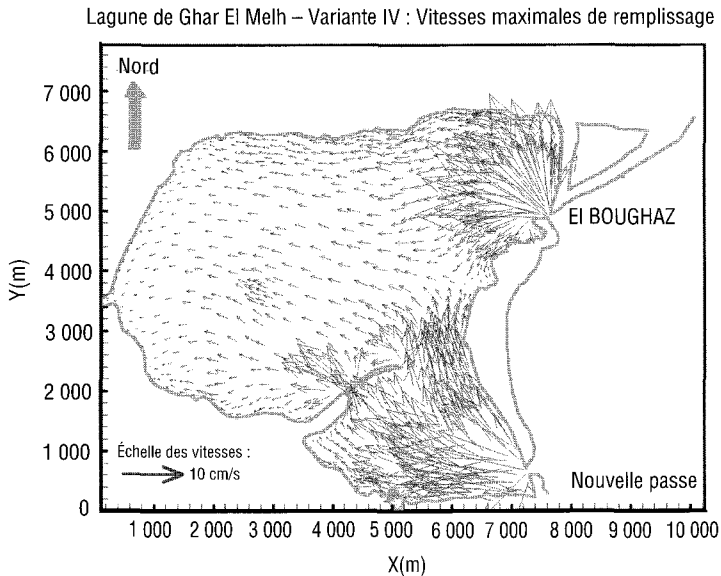 Lagune de Ghar El Melh – Variante IV : Vitesses maximales de remplissage
Nord
7 000
6 000
5 000
4 000
3 000
2 000
1 000
0
Y(m)
El BOUGHAZ
Échelle des vitesses :
10 cm/s
Nouvelle passe
1 000 2 000 3 000 4 000 5 000 6 000 7 000 8 000 9 000 10 000
X(m)